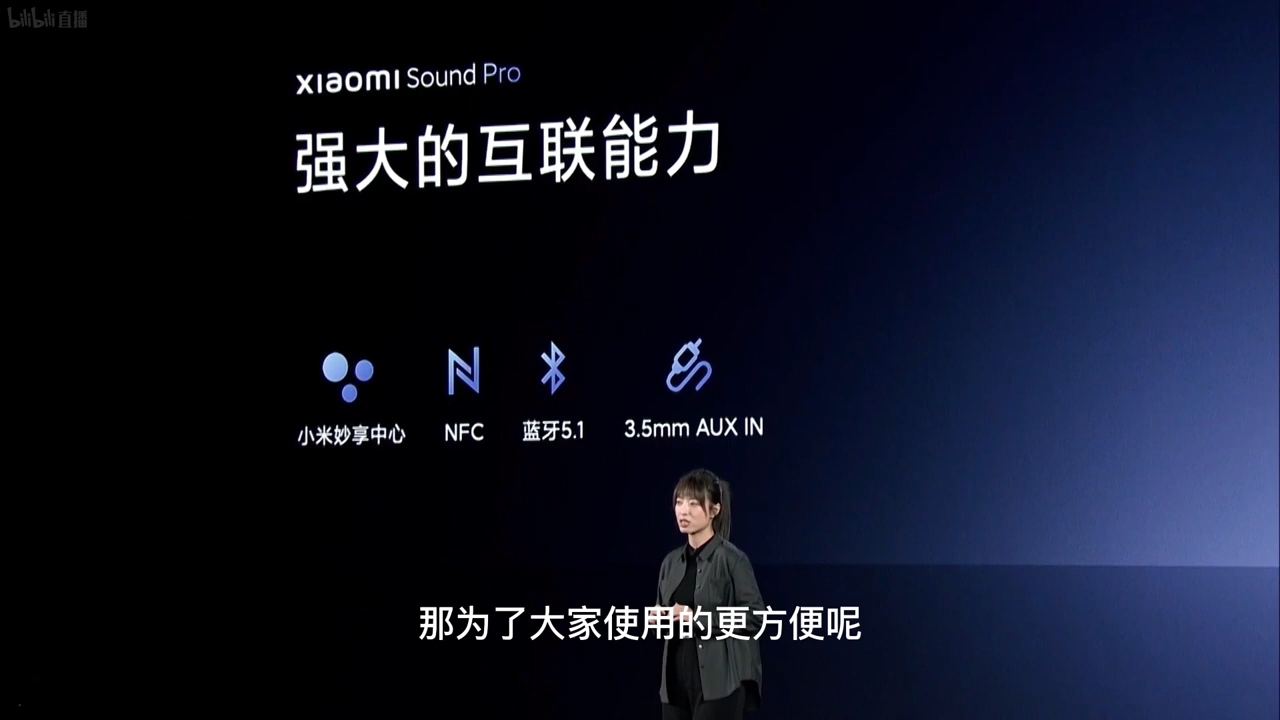 bilibili直播
xiaomi Sound Pro
强大的互联能力
小米妙享中心 NFC 蓝牙5.1 3.5mm AUX IN
那为了大家使用的更方便呢